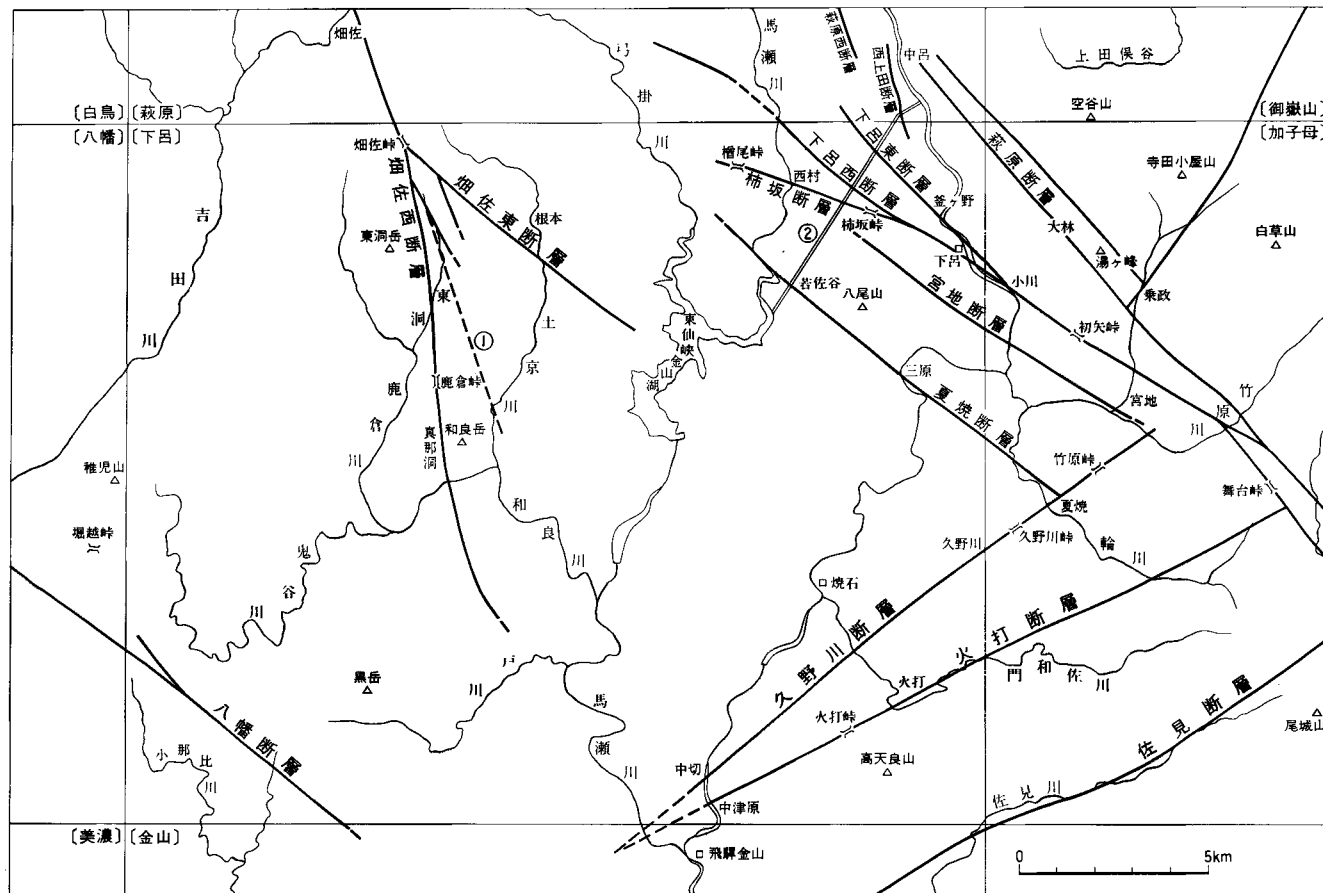 畑佐
弓掛川
馬瀬川
萩原西断層
西上田断層
中呂
上田俣谷
空谷山
〔白鳥〕〔萩原〕
〔御嶽山〕
〔八幡〕〔下呂〕
〔加子母〕
畑佐峠
畑佐西断層
畑佐東断層
楢尾峠
西村
柿坂断層
下呂西断層
下呂東断層
萩原断層
寺田小屋山
釜ヶ野
大林
白草山
東洞岳
根本
②
柿坂峠
下呂
湯ヶ峰
吉田川
東洞
若佐谷
八尾山
宮地断層
小川
乗政
①
土京川
東仙峡
金山湖
初矢峠
鹿倉峠
鹿倉川
三原
夏焼断層
宮地
竹原川
真那洞
和良岳
稚児山
竹原峠
舞台峠
夏焼
堀越峠
和良川
久野川
久野川峠
輪川
鬼谷川
焼石
久野川断層
火打断層
戸川
門和佐川
黒岳
火打
佐見断層
八幡断層
馬瀬川
火打峠
尾城山
小那比川
中切
高天良山
中津原
佐見川
〔美濃〕〔金山〕
飛騨金山
0 5km